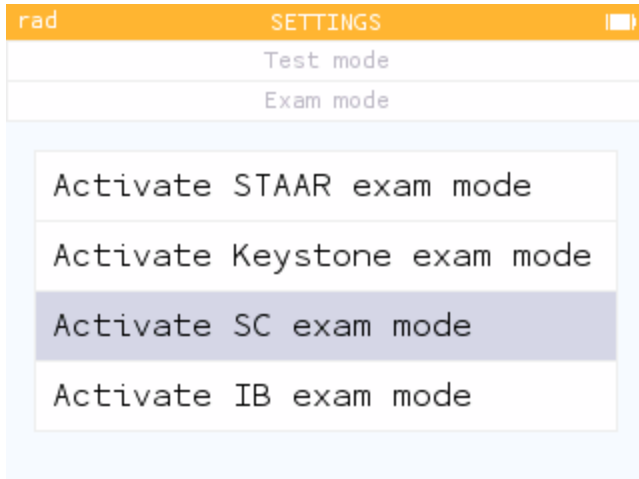 rad SETTINGS
Test mode
Exam mode
Activate STAAR exam mode
Activate Keystone exam mode
Activate SC exam mode
Activate IB exam mode